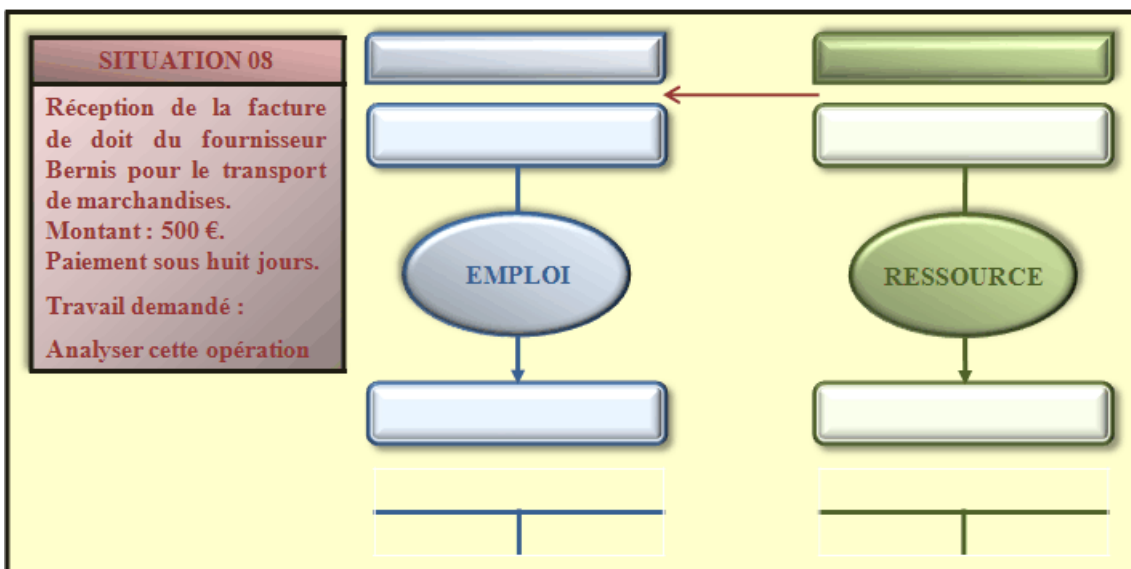 SITUATION 08
Réception de la facture
de doit du fournisseur
Bernis pour le transport
de marchandises.
Montant : 500 €.
Paiement sous huit jours.
Travail demandé :
Analyser cette opération
EMPLOI
RESSOURCE